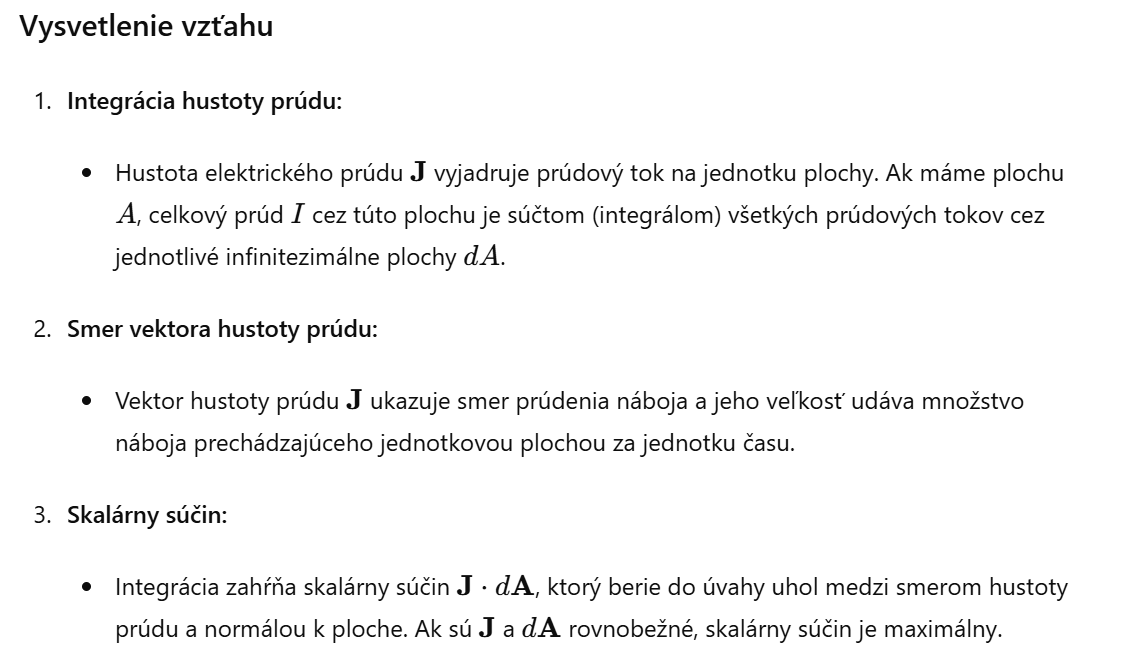 Vysvetlenie vzťahu
1. Integrácia hustoty prúdu:
• Hustota elektrického prúdu J vyjadruje prúdový tok na jednotku plochy. Ak máme plochu
A, celkový prúd I cez túto plochu je súčtom (integrálom) všetkých prúdových tokov cez
jednotlivé infinitezimálne plochy dA.
2. Smer vektora hustoty prúdu:
• Vektor hustoty prúdu J ukazuje smer prúdenia náboja a jeho veľkosť udáva množstvo
náboja prechádzajúceho jednotkovou plochou za jednotku času.
3. Skalárny súčin:
• Integrácia zahŕňa skalárny súčin J · dA, ktorý berie do úvahy uhol medzi smerom hustoty
prúdu a normálou k ploche. Ak sú J a dA rovnobežné, skalárny súčin je maximálny.